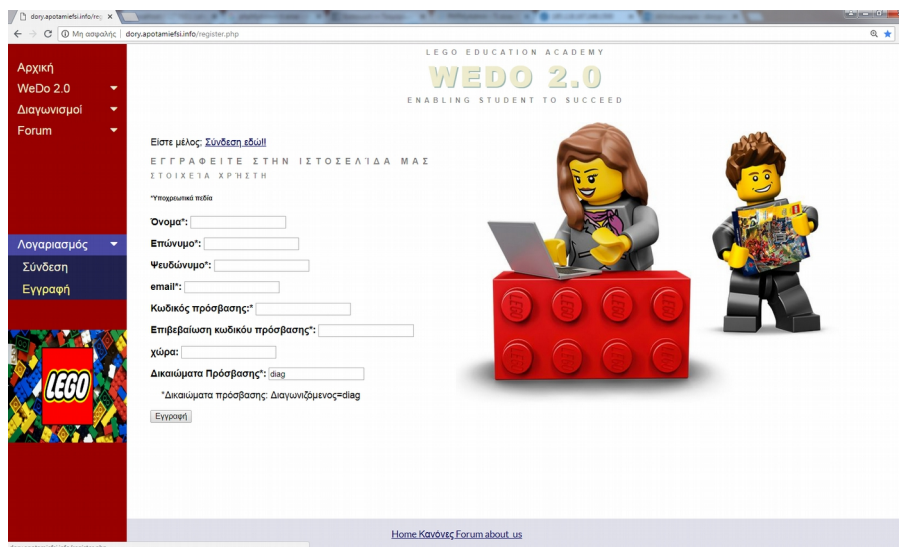 dory.apotamiefsi.info/re
Μη ασφαλής | dory.apotamiefsi.info/register.php
LEGO EDUCATION ACADEMY
WEDO 2.0
ENABLING STUDENT TO SUCCEED
Αρχική
WeDo 2.0
Διαγωνισμοί
Forum
Λογαριασμός
Σύνδεση
Εγγραφή
LEGO
Είστε μέλος; Σύνδεση εδώ!!
ΕΓΓΡΑΦΕΙΤΕ ΣΤΗΝ ΙΣΤΟΣΕΛΊΔΑ ΜΑΣ
ΣΤΟΙΧΕΊΑ ΧΡΉΣΤΗ
*Υποχρεωτικά πεδία
Όνομα*:
Επώνυμο*:
Ψευδώνυμο*:
email*:
Κωδικός πρόσβασης:*
Επιβεβαίωση κωδικού πρόσβασης*:
χώρα:
Δικαιώματα Πρόσβασης*: diag
*Δικαιώματα πρόσβασης: Διαγωνιζόμενος=diag
Εγγραφή
Home Κανόνες Forum about us